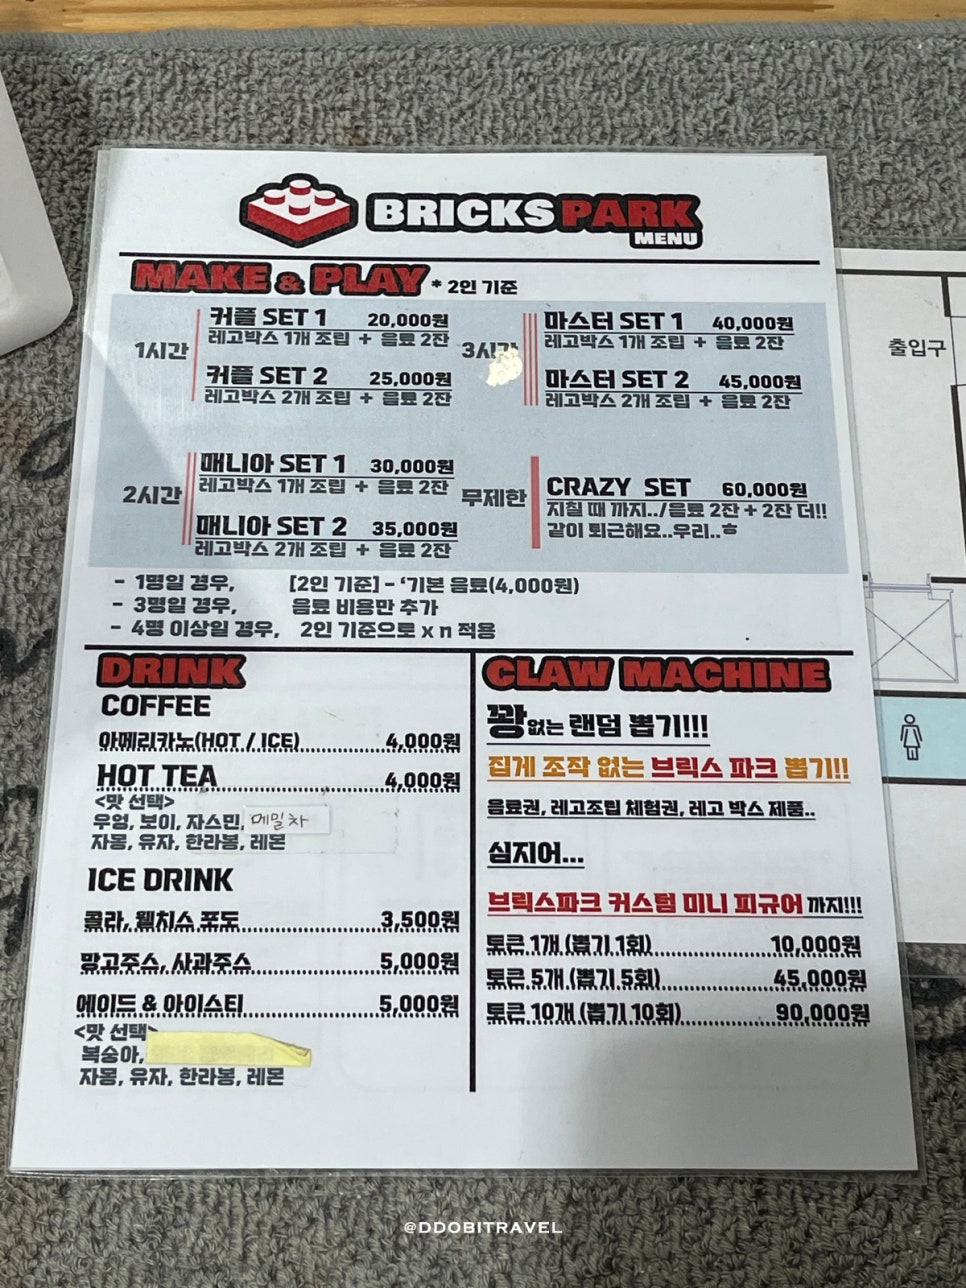 BRICKS PARK
MENU
MAKE & PLAY * 2인 기준
1시간
커플 SET 1 20,000원
레고박스 1개 조립 + 음료 2잔
커플 SET 2 25,000원
레고박스 2개 조립 + 음료 2잔
3시간
마스터 SET 1 40,000원
레고박스 1개 조립 + 음료 2잔
마스터 SET 2 45,000원
레고박스 2개 조립 + 음료 2잔
2시간
매니아 SET 1 30,000원
레고박스 1개 조립 + 음료 2잔
매니아 SET 2 35,000원
레고박스 2개 조립 + 음료 2잔
무제한
CRAZY SET 60,000원
지칠 때 까지../음료 2잔 + 2잔 더!!
같이 퇴근해요..우리..ㅎ
- 1명일 경우, [2인 기준] - '기본 음료(4,000원)
- 3명일 경우, 음료 비용만 추가
- 4명 이상일 경우, 2인 기준으로 x n 적용
DRINK
COFFEE
아메리카노(HOT / ICE) 4,000원
HOT TEA 4,000원
<맛 선택>
우엉, 보이, 자스민, 메밀차
자몽, 유자, 한라봉, 레몬
ICE DRINK
콜라, 웰치스 포도 3,500원
망고주스, 사과주스 5,000원
에이드 & 아이스티 5,000원
<맛 선택>
복숭아,
자몽, 유자, 한라봉, 레몬
CLAW MACHINE
꽝없는 랜덤 뽑기!!!
집게 조작 없는 브릭스 파크 뽑기!!
음료권, 레고조립 체험권, 레고 박스 제품..
심지어...
브릭스파크 커스텀 미니 피규어 까지!!!
토큰 1개 (뽑기 1회) 10,000원
토큰 5개 (뽑기 5회) 45,000원
토큰 10개 (뽑기 10회) 90,000원
출입구
@DDOBITRAVEL